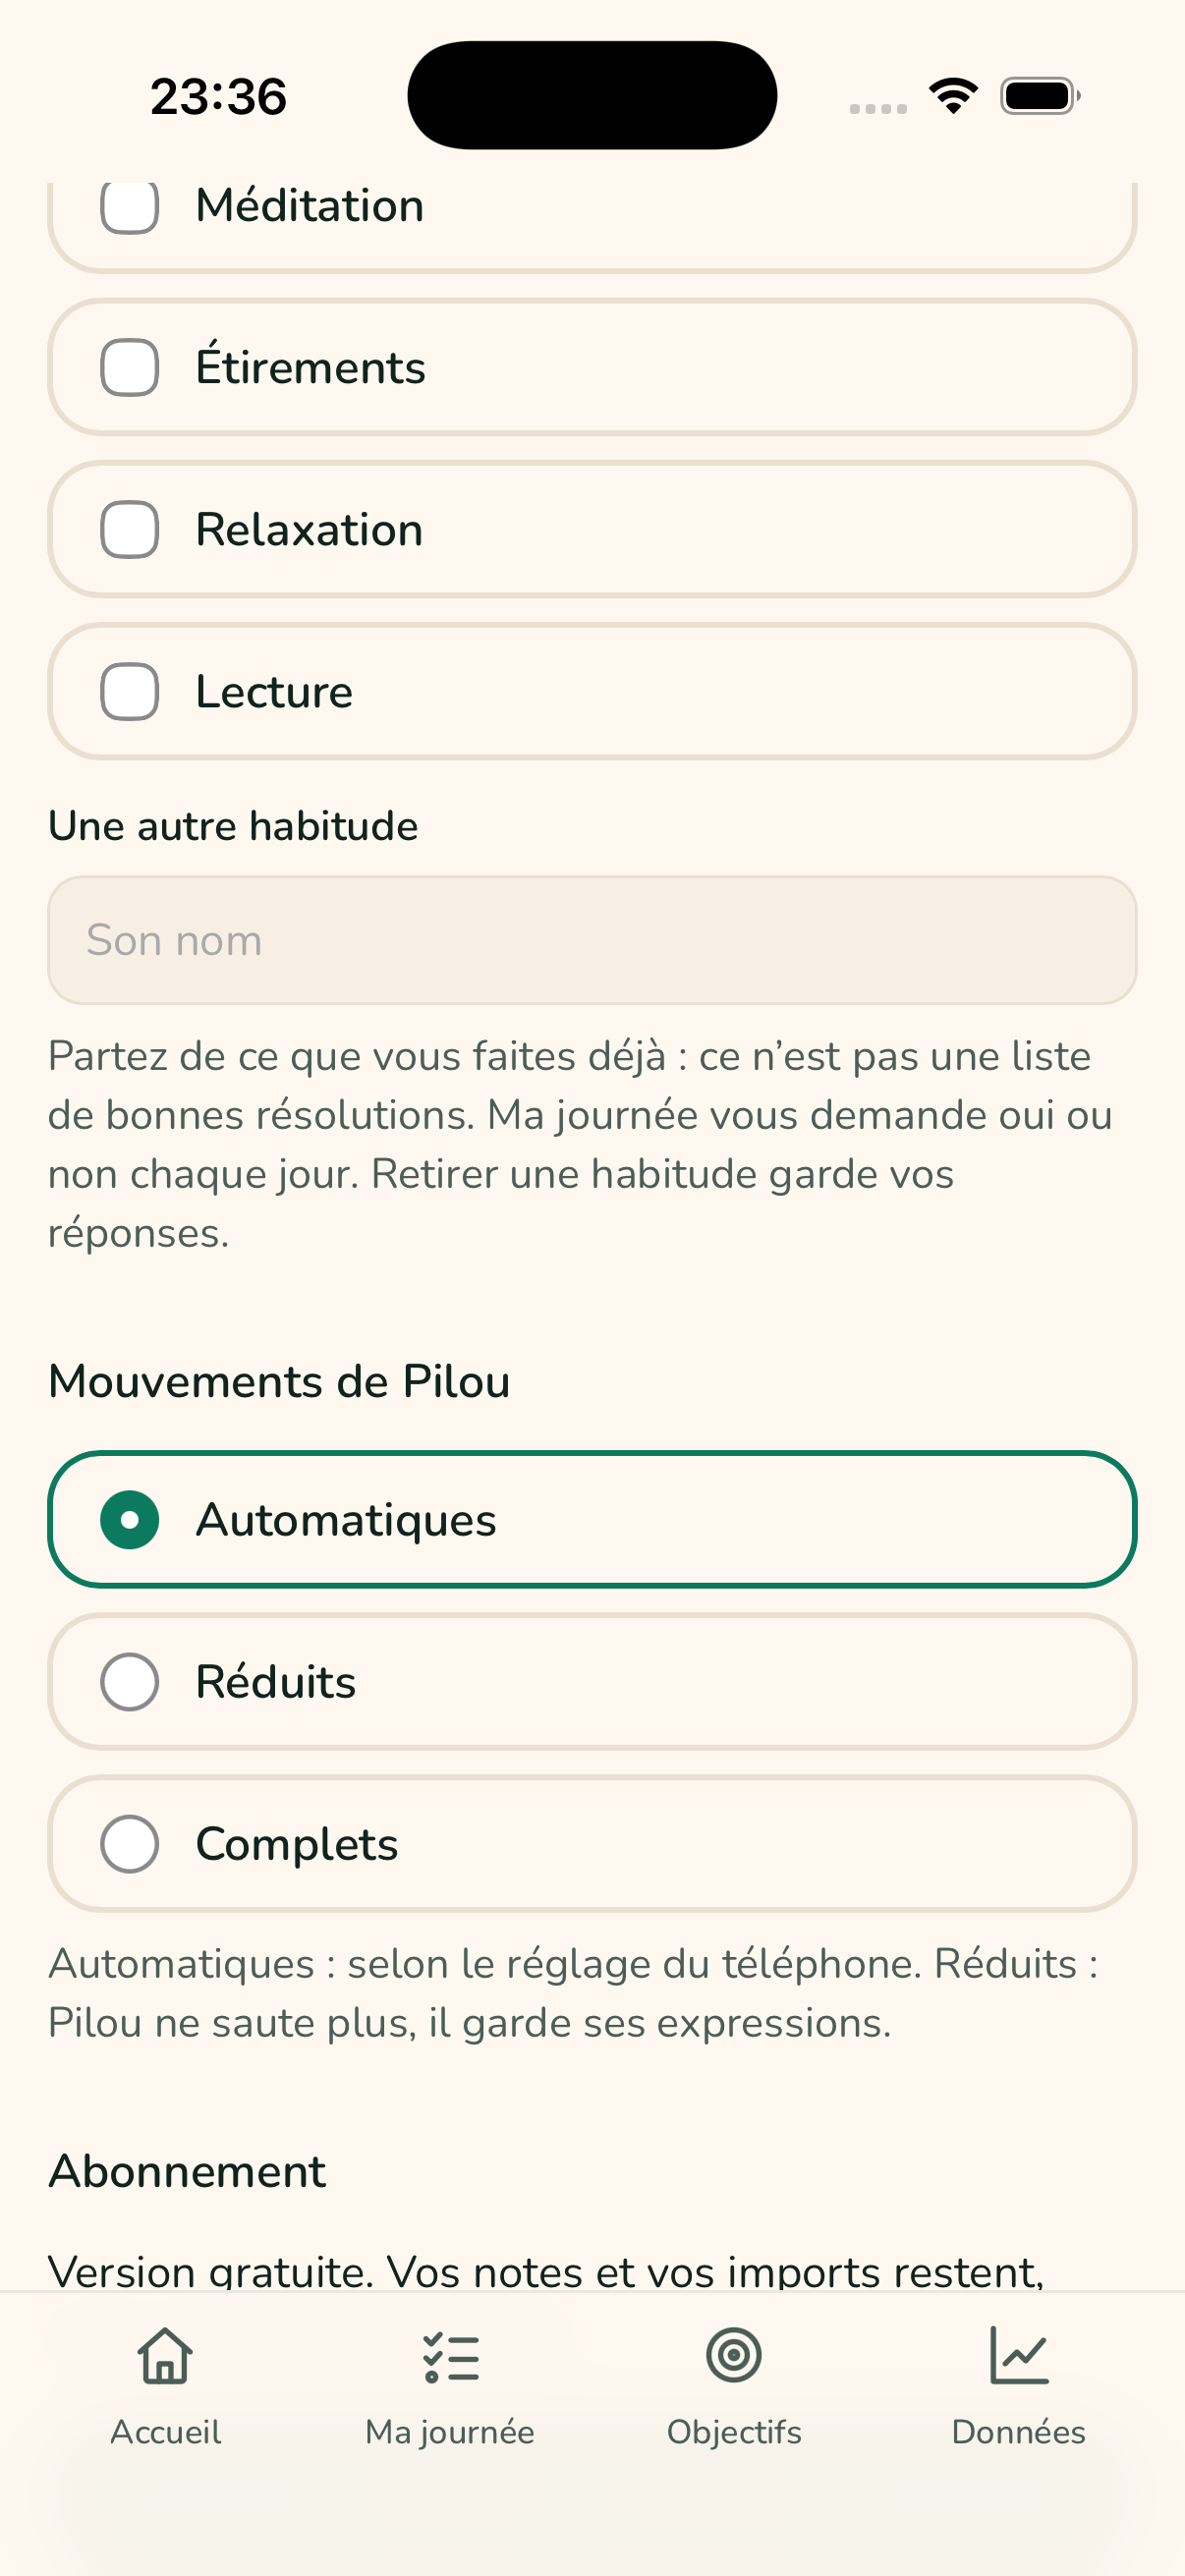 23:36
Méditation
Étirements
Relaxation
Lecture
Une autre habitude
Son nom
Partez de ce que vous faites déjà : ce n’est pas une liste
de bonnes résolutions. Ma journée vous demande oui ou
non chaque jour. Retirer une habitude garde vos
réponses.
Mouvements de Pilou
Automatiques
Réduits
Complets
Automatiques : selon le réglage du téléphone. Réduits :
Pilou ne saute plus, il garde ses expressions.
Abonnement
Version gratuite. Vos notes et vos imports restent,
Accueil
Ma journée
Objectifs
Données